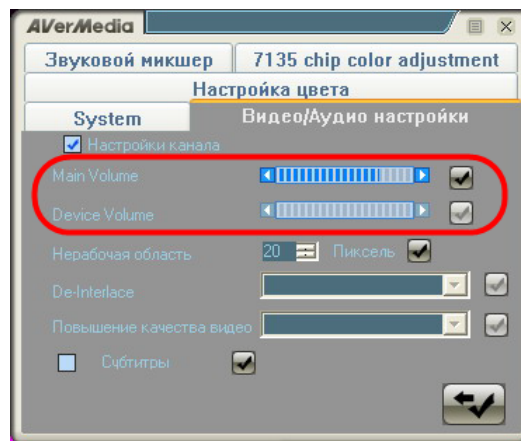 AVerMedia
Звуковой микшер 7135 chip color adjustment
Настройка цвета
System Видео/Аудио настройки
Настройки канала
Main Volume
Device Volume
Нерабочая область 20 Пиксель
De-Interlace
Повышение качества видео
Субтитры